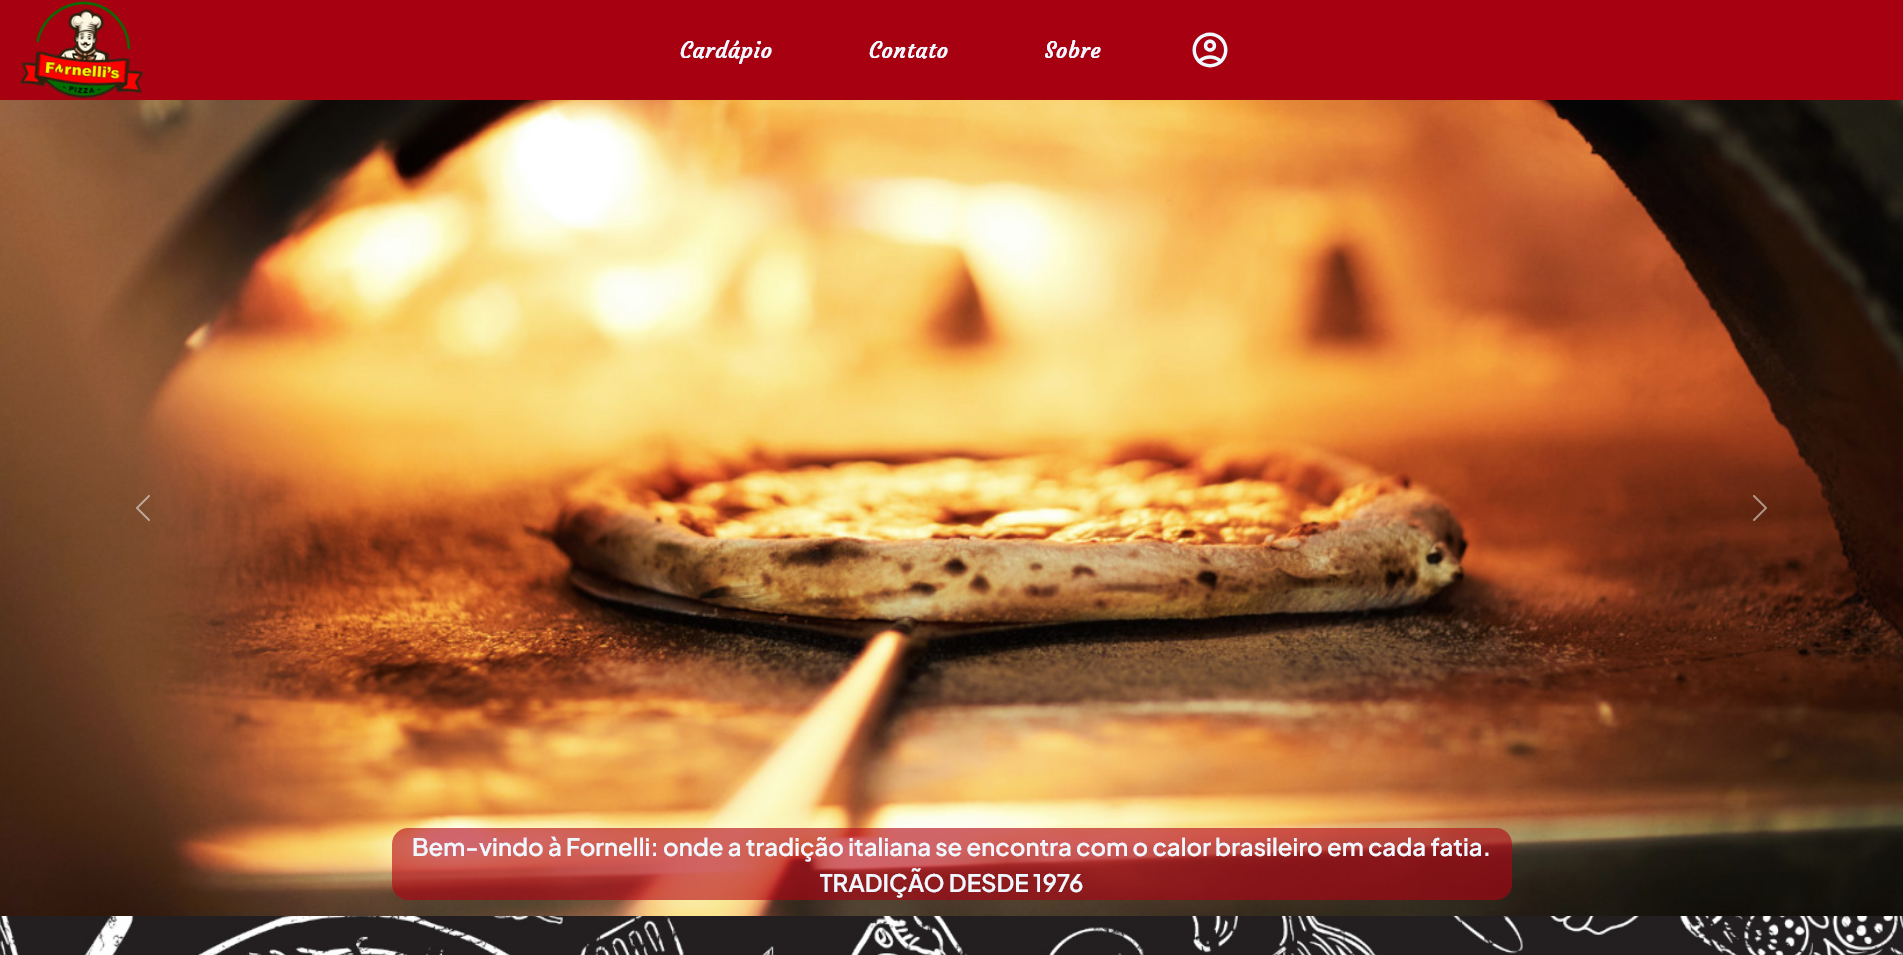 Fornelli's
PIZZA
Cardápio Contato Sobre
Bem-vindo à Fornelli: onde a tradição italiana se encontra com o calor brasileiro em cada fatia.
TRADIÇÃO DESDE 1976